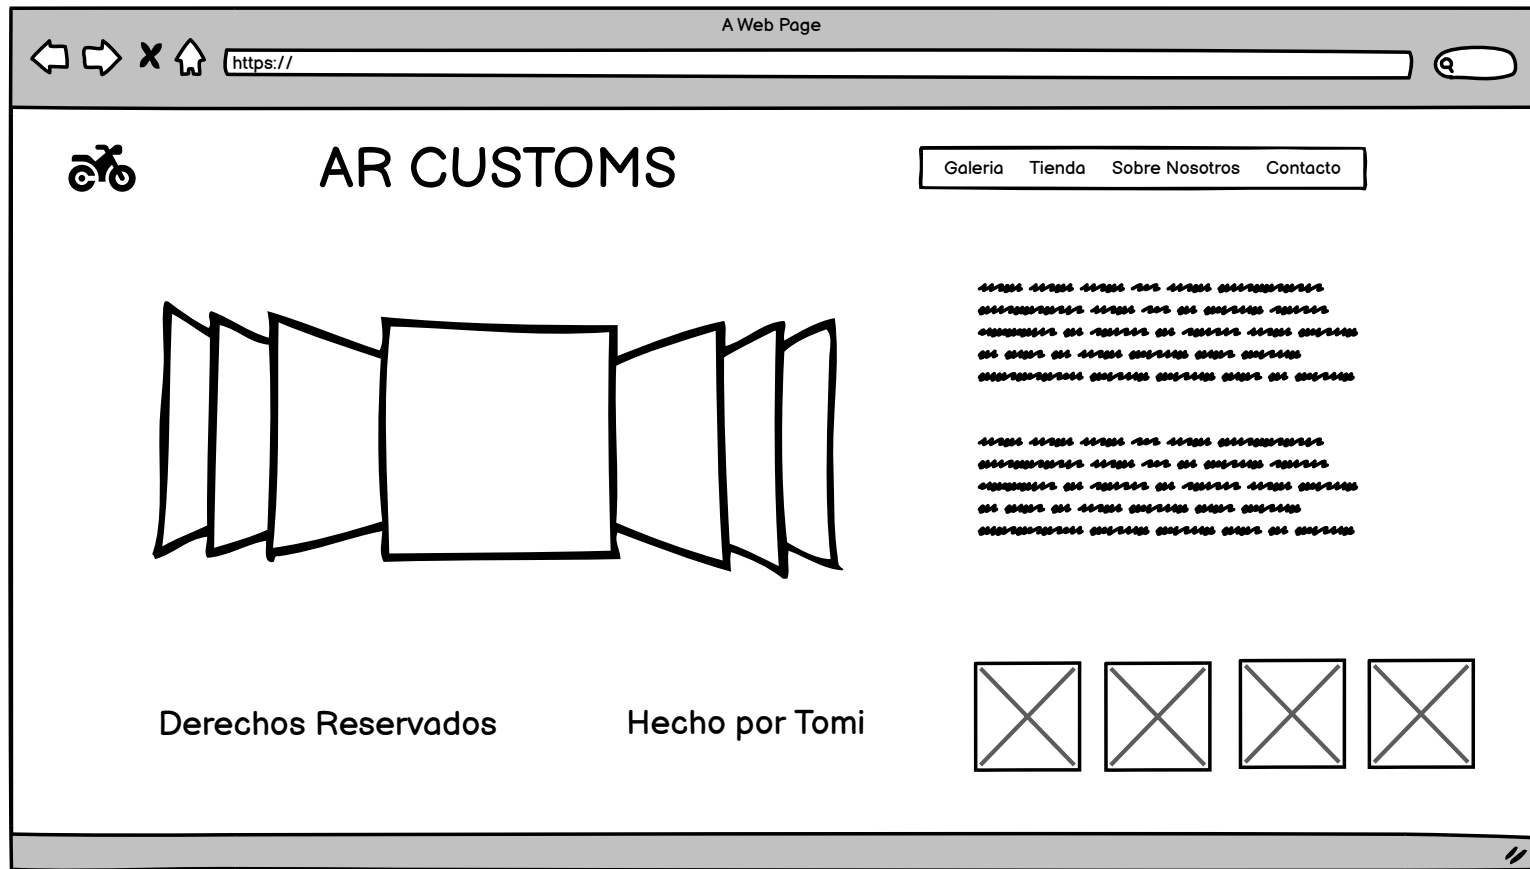 A Web Page
https://
AR CUSTOMS
Galeria Tienda Sobre Nosotros Contacto
Derechos Reservados
Hecho por Tomi